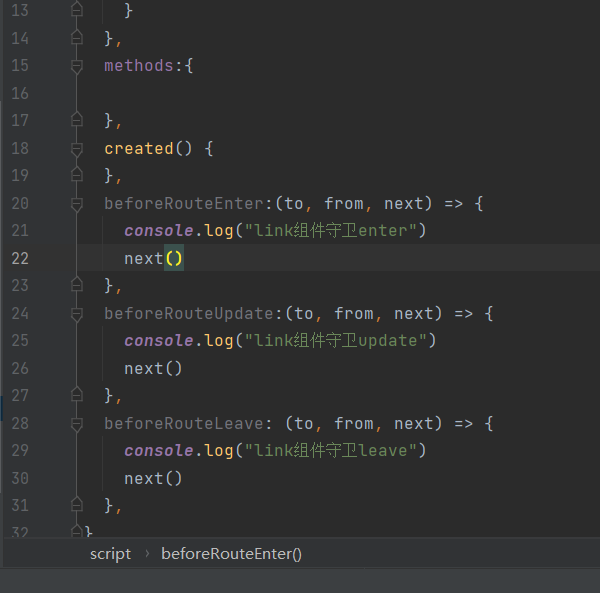 13 }
14 },
15 methods:{
16
17 },
18 created() {
19 },
20 beforeRouteEnter:(to, from, next) => {
21 console.log("link组件守卫enter")
22 next()
23 },
24 beforeRouteUpdate:(to, from, next) => {
25 console.log("link组件守卫update")
26 next()
27 },
28 beforeRouteLeave: (to, from, next) => {
29 console.log("link组件守卫leave")
30 next()
31 },
32 }
script › beforeRouteEnter()